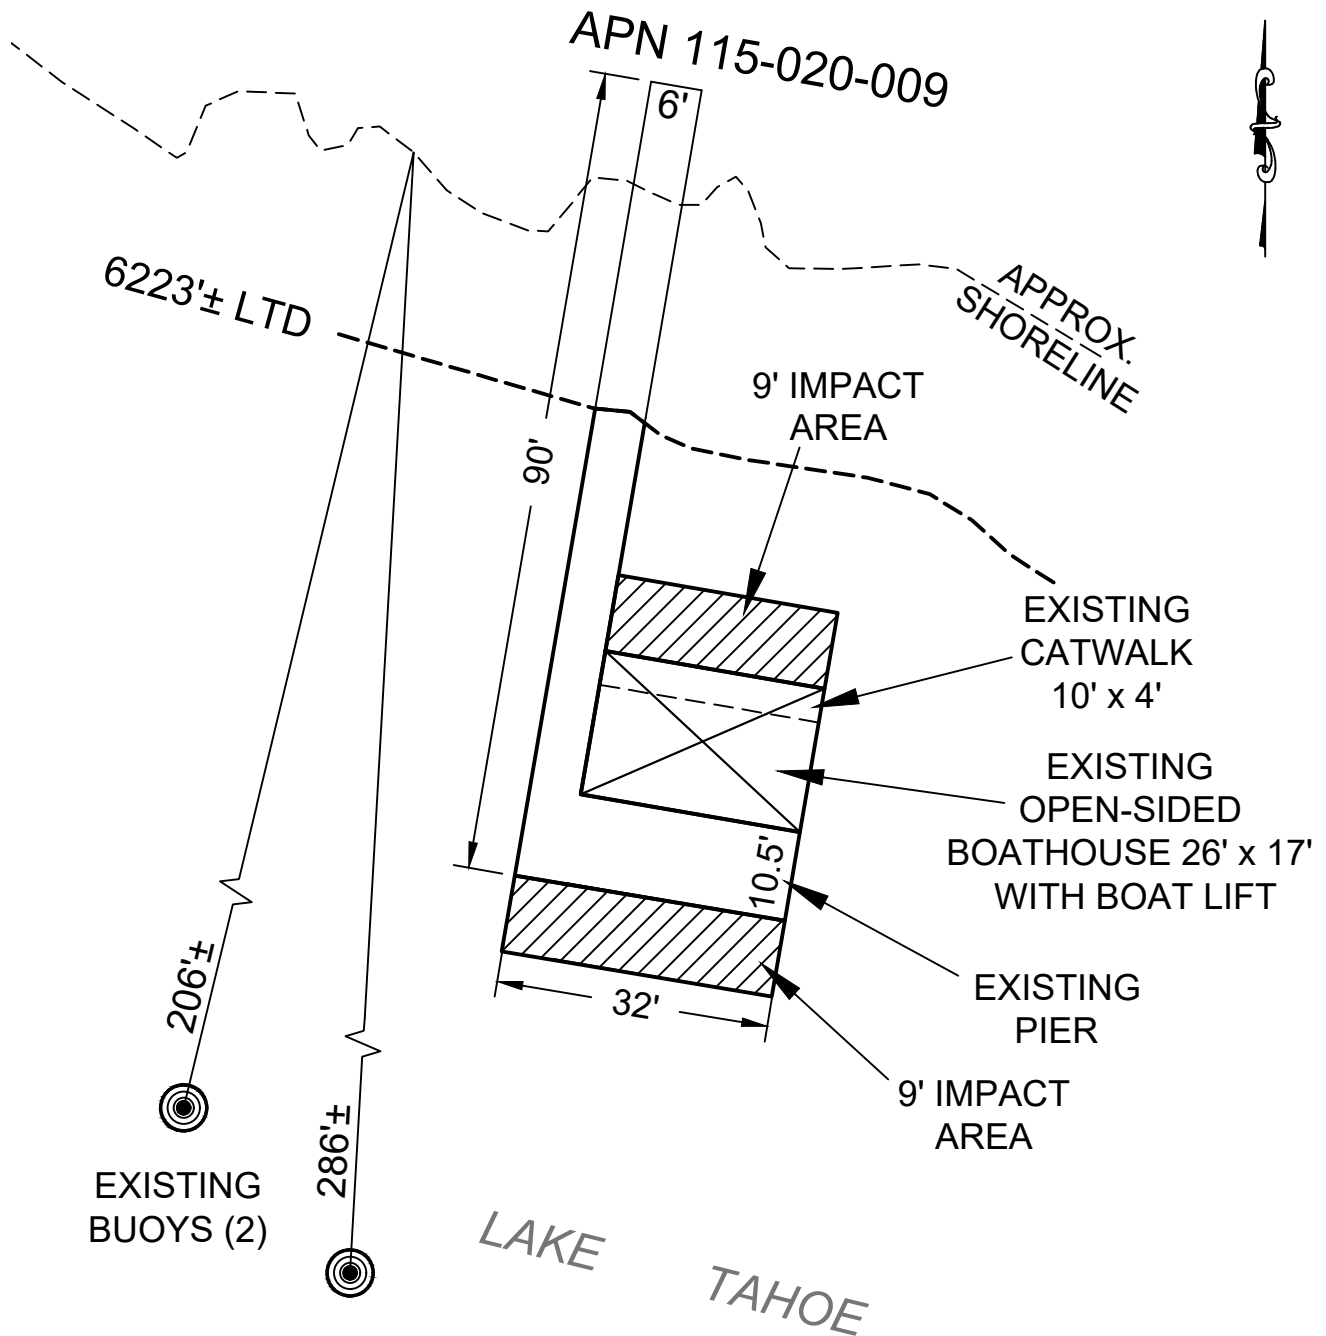 APN 115-020-009
6'
6223'± LTD
APPROX.
SHORELINE
9' IMPACT
AREA
90'
EXISTING
CATWALK
10' x 4'
EXISTING
OPEN-SIDED
BOATHOUSE 26' x 17'
WITH BOAT LIFT
10.5'
206'±
32'
EXISTING
PIER
9' IMPACT
AREA
286'±
EXISTING
BUOYS (2)
LAKE TAHOE